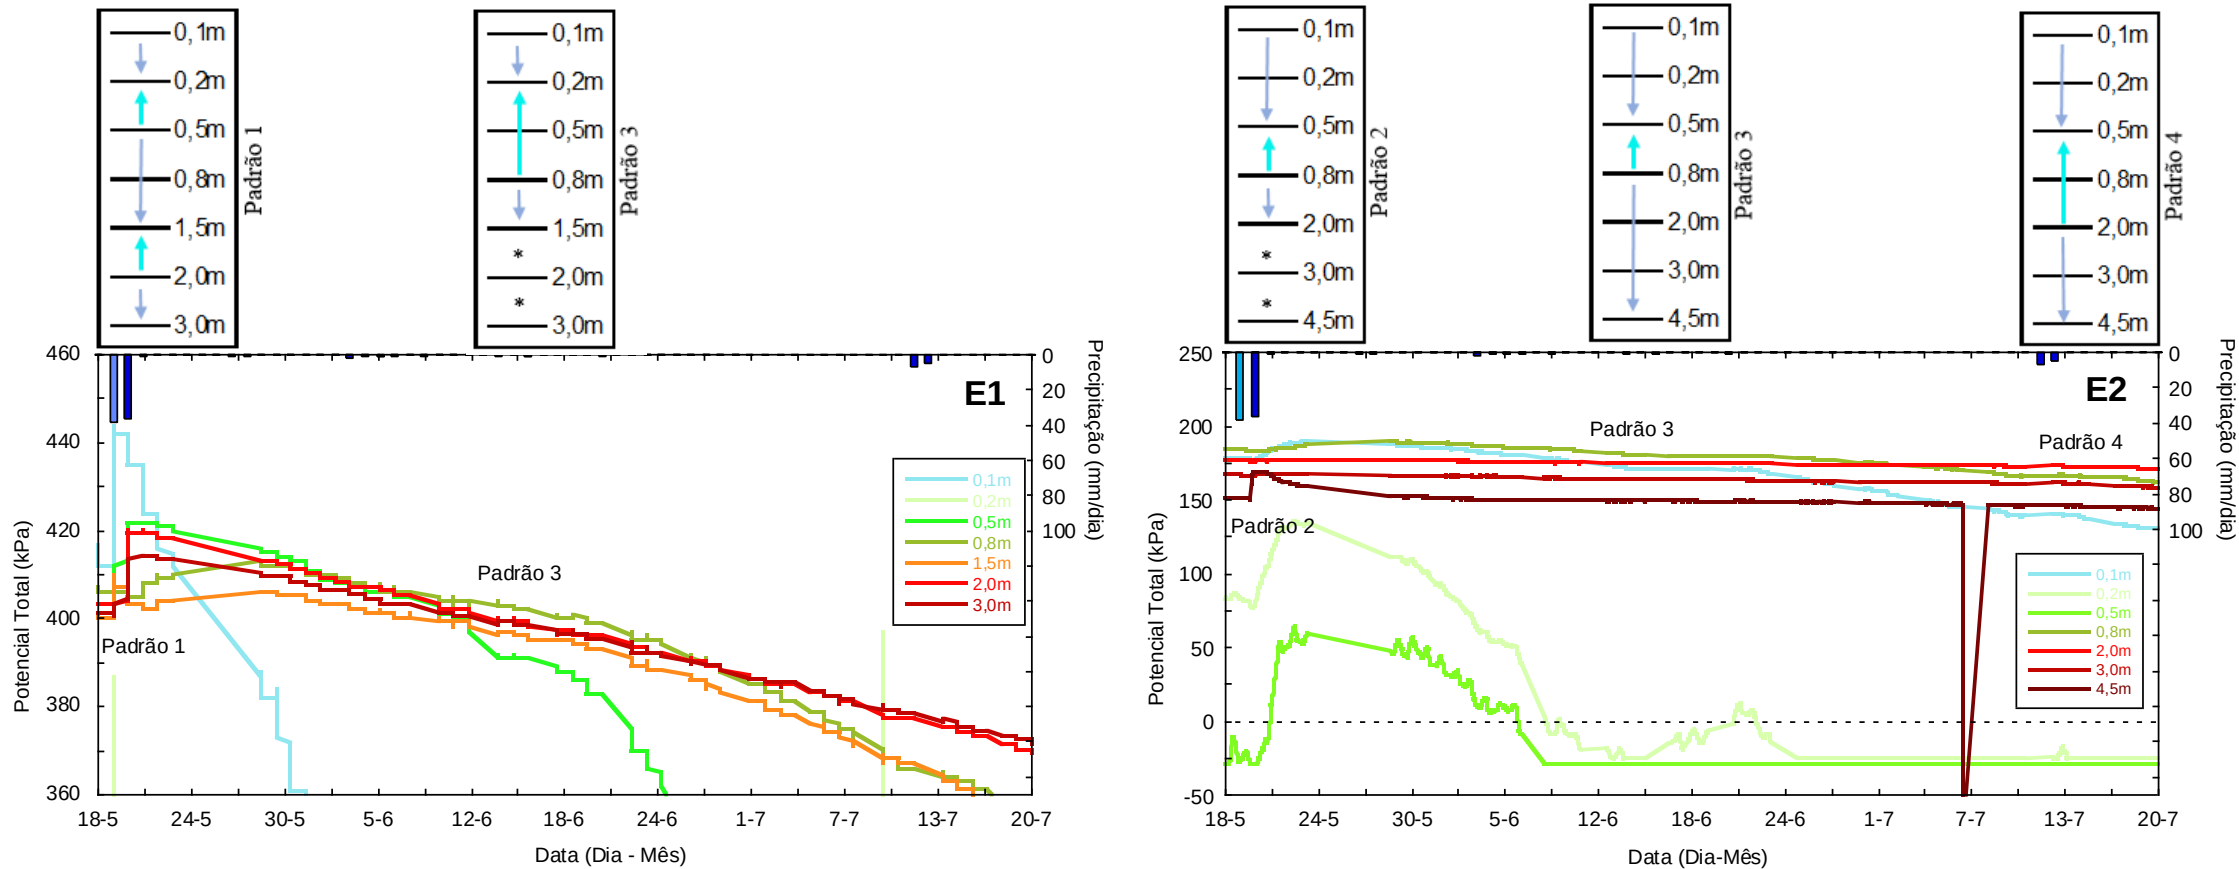 0,1m
0,2m
0,5m
0,8m
1,5m
2,0m
3,0m
Padrão 1
0,1m
0,2m
0,5m
0,8m
1,5m
*
2,0m
*
3,0m
Padrão 3
0,1m
0,2m
0,5m
0,8m
2,0m
*
3,0m
*
4,5m
Padrão 2
0,1m
0,2m
0,5m
0,8m
2,0m
3,0m
4,5m
Padrão 3
0,1m
0,2m
0,5m
0,8m
2,0m
3,0m
4,5m
Padrão 4
Potencial Total (kPa)
460
440
420
400
380
360
E1
0
20
40
60
80
100
Precipitação (mm/dia)
0,1m
0,2m
0,5m
0,8m
1,5m
2,0m
3,0m
Padrão 1
Padrão 3
18-5
24-5
30-5
5-6
12-6
18-6
24-6
1-7
7-7
13-7
20-7
Data (Dia - Mês)
Potencial Total (kPa)
250
200
150
100
50
0
-50
E2
0
20
40
60
80
100
Precipitação (mm/dia)
Padrão 3
Padrão 4
Padrão 2
0,1m
0,2m
0,5m
0,8m
2,0m
3,0m
4,5m
18-5
24-5
30-5
5-6
12-6
18-6
24-6
1-7
7-7
13-7
20-7
Data (Dia-Mês)